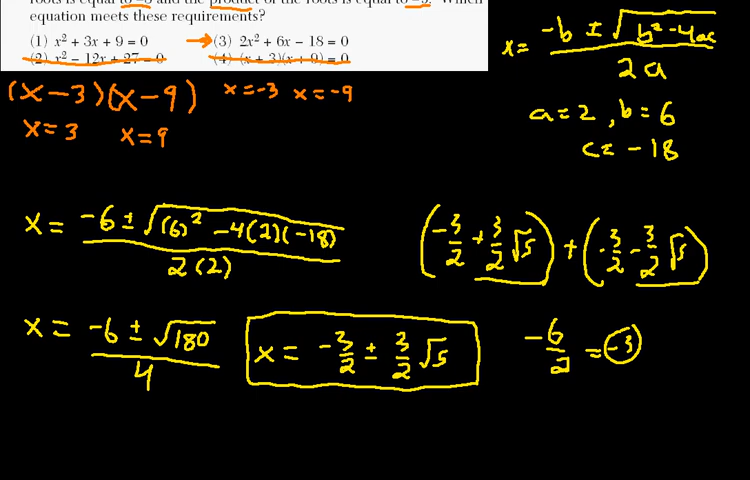 roots is equal to −3 and the product of the roots is equal to −9. Which
equation meets these requirements?
(1) x² + 3x + 9 = 0
(3) 2x² + 6x − 18 = 0
(2) x² − 12x + 27 = 0
(4) (x + 3)(x + 9) = 0
x = -b ± √b² - 4ac / 2a
(x - 3)(x - 9)
x = -3 x = -9
x = 3 x = 9
a = 2, b = 6
c = -18
x = -6 ± √(6)² - 4(2)(-18) / 2(2)
(-3/2 + 3/2 √5) + (-3/2 - 3/2 √5)
x = -6 ± √180 / 4
x = -3/2 ± 3/2 √5
-6/2 = -3